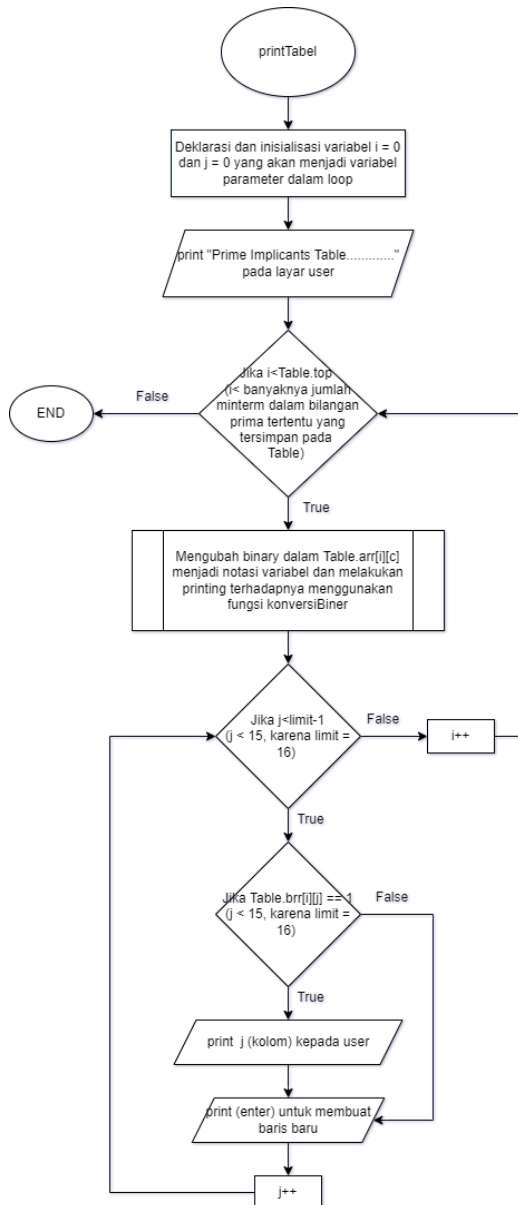 printTabel
Deklarasi dan inisialisasi variabel i = 0
dan j = 0 yang akan menjadi variabel
parameter dalam loop
print "Prime Implicants Table............."
pada layar user
Jika i<Table.top
(i< banyaknya jumlah
minterm dalam bilangan
prima tertentu yang
tersimpan pada
Table)
False
END
True
Mengubah binary dalam Table.arr[i][c]
menjadi notasi variabel dan melakukan
printing terhadapnya menggunakan
fungsi konversiBiner
Jika j<limit-1
(j < 15, karena limit =
16)
False
i++
True
Jika Table.brr[i][j] == 1
(j < 15, karena limit =
16)
False
True
print  j (kolom) kepada user
print (enter) untuk membuat
baris baru
j++